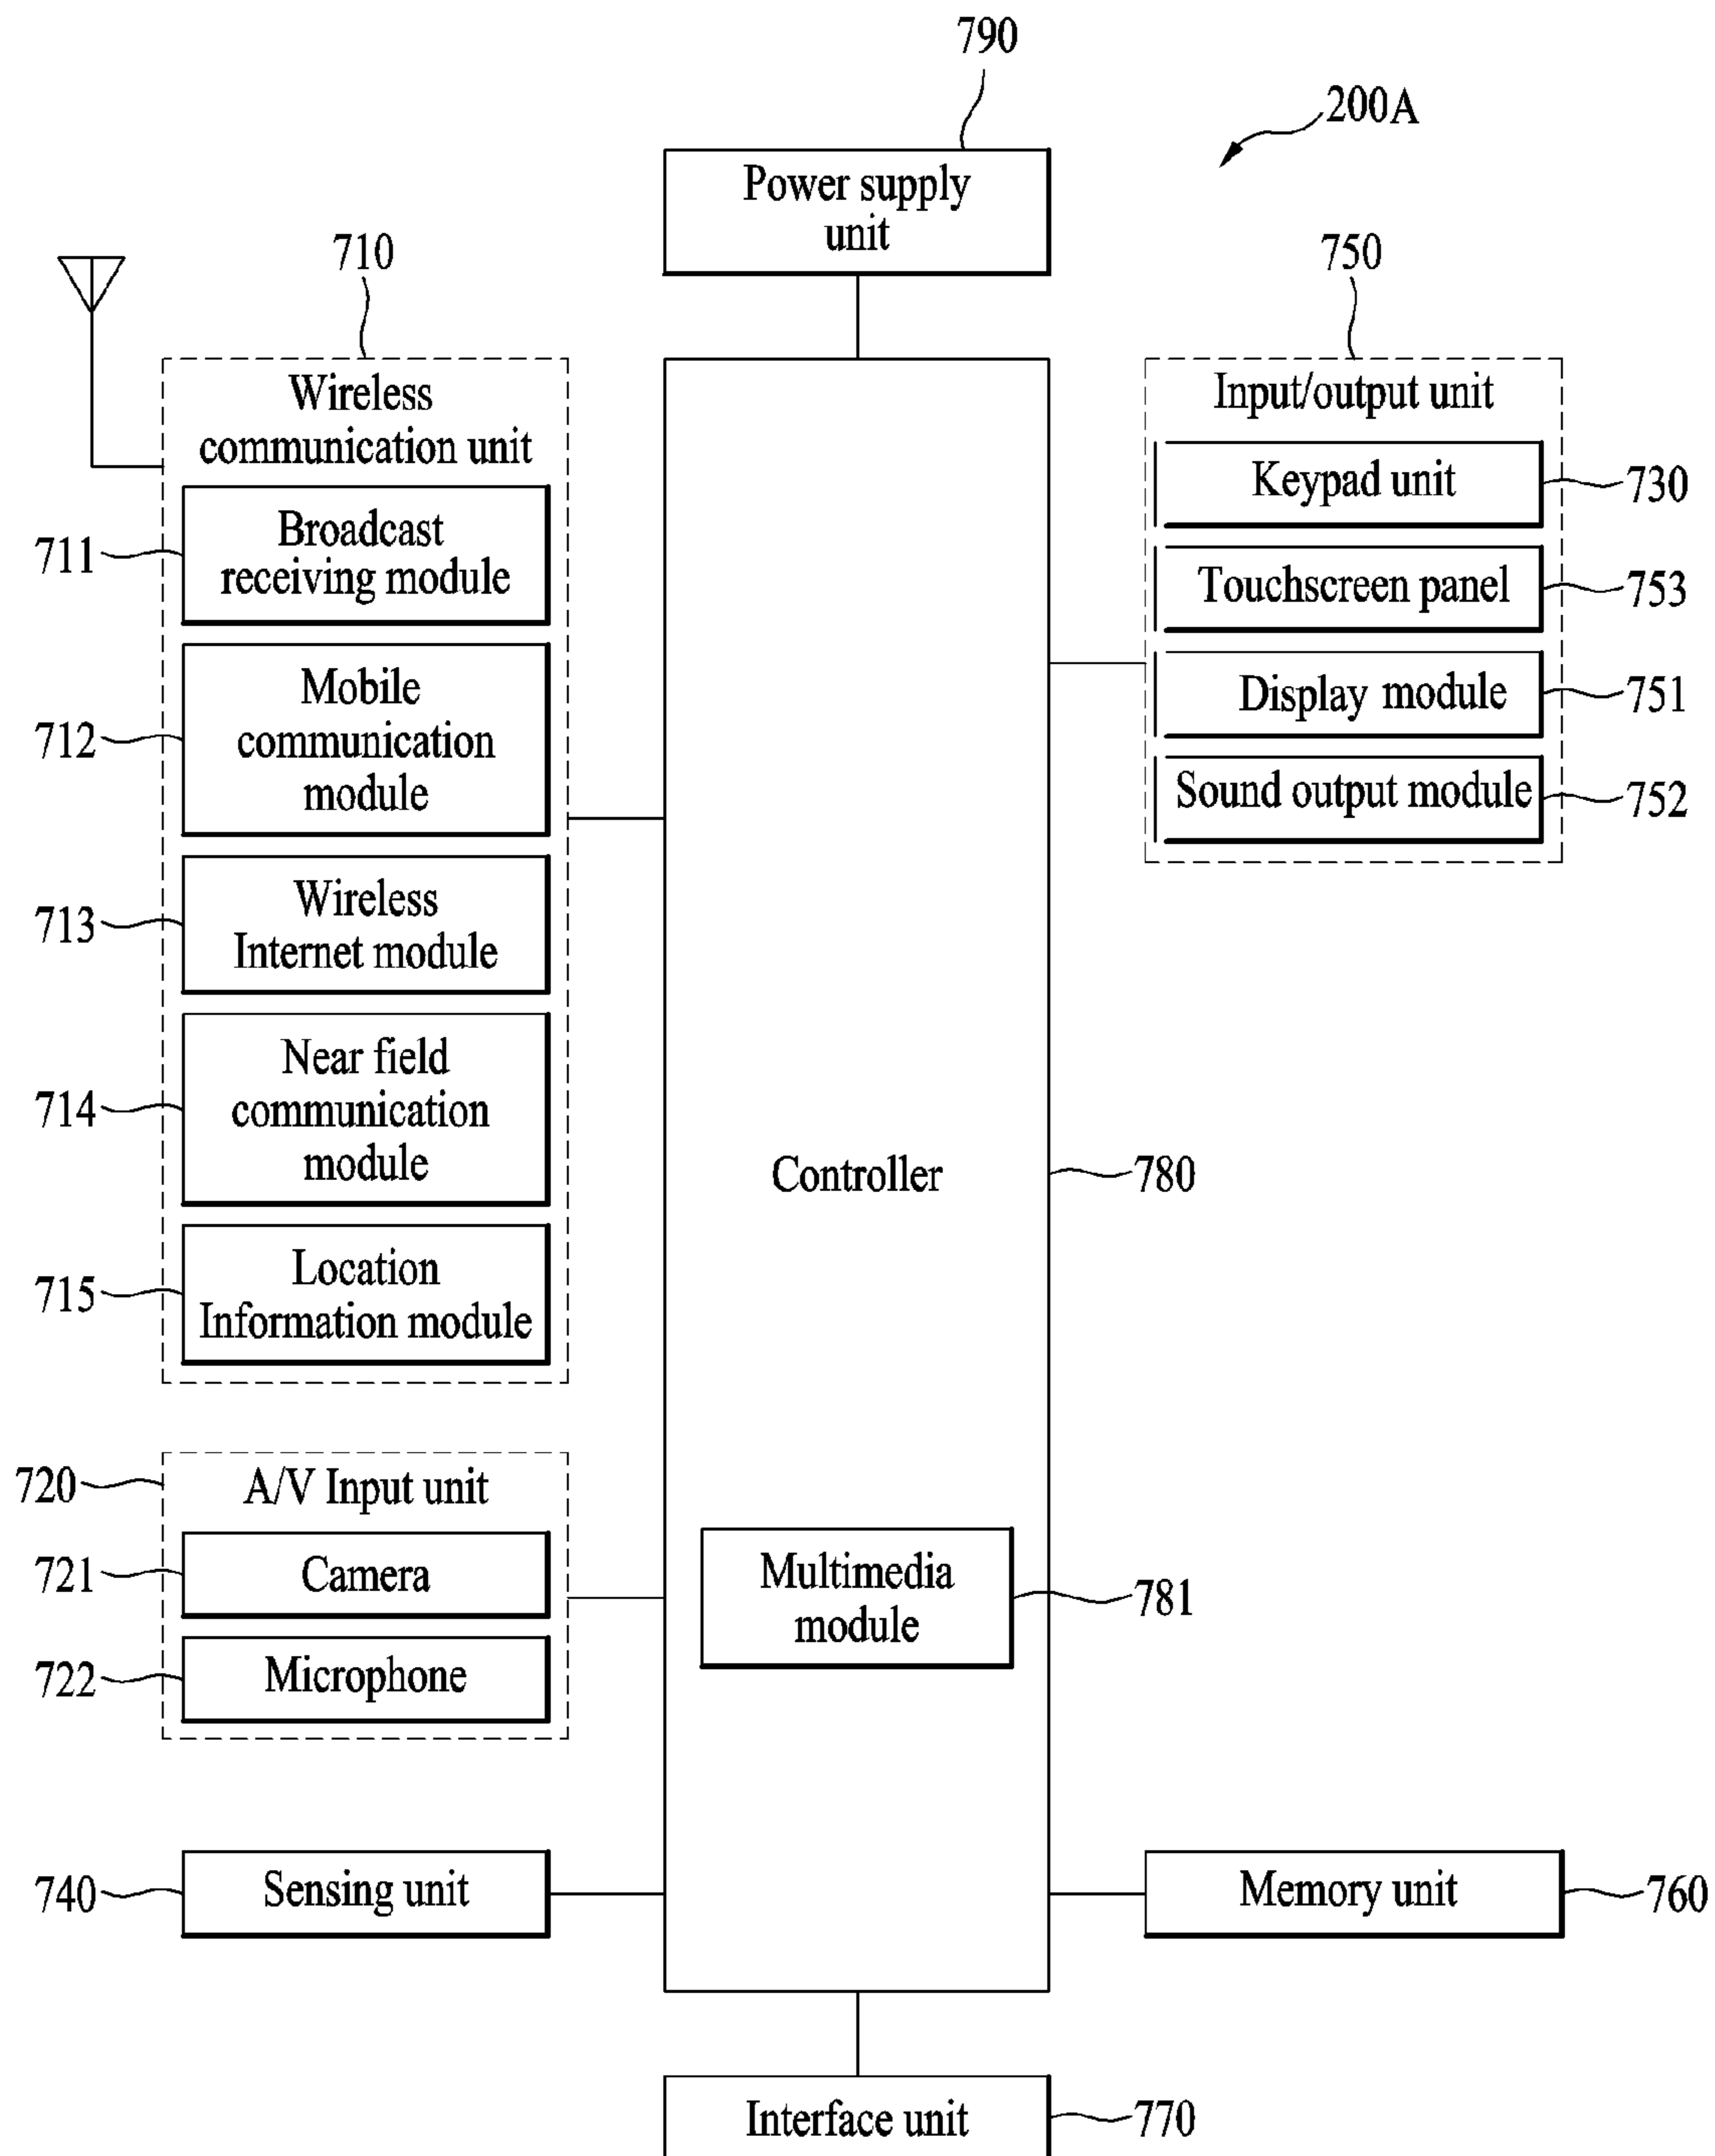 790
200A
Power supply
unit
710
750
Wireless
communication unit
Input/output unit
Keypad unit
730
711
Broadcast
receiving module
Touchscreen panel
753
712
Mobile
communication
module
Display module
751
Sound output module
752
713
Wireless
Internet module
714
Near field
communication
module
Controller
780
715
Location
Information module
720
A/V Input unit
721
Camera
Multimedia
module
781
722
Microphone
740
Sensing unit
Memory unit
760
Interface unit
770